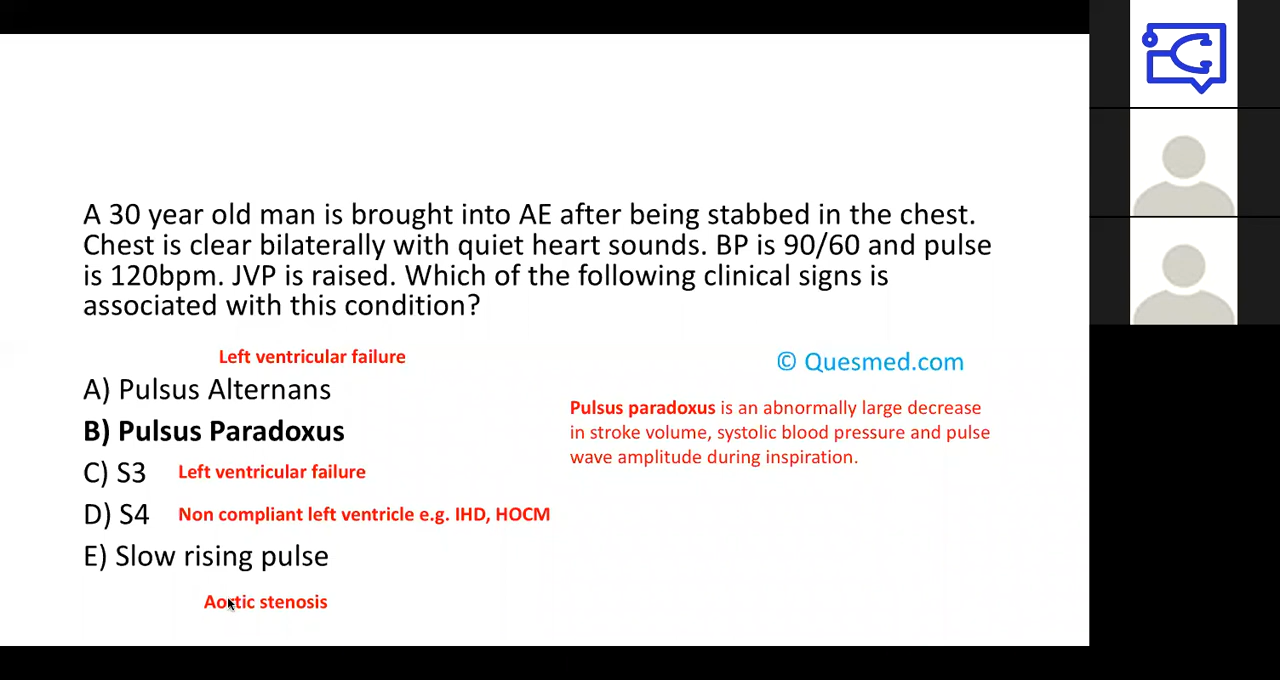 A 30 year old man is brought into AE after being stabbed in the chest.
Chest is clear bilaterally with quiet heart sounds. BP is 90/60 and pulse
is 120bpm. JVP is raised. Which of the following clinical signs is
associated with this condition?
Left ventricular failure
A) Pulsus Alternans
B) Pulsus Paradoxus
C) S3 Left ventricular failure
D) S4 Non compliant left ventricle e.g. IHD, HOCM
E) Slow rising pulse
Aortic stenosis
© Quesmed.com
Pulsus paradoxus is an abnormally large decrease
in stroke volume, systolic blood pressure and pulse
wave amplitude during inspiration.